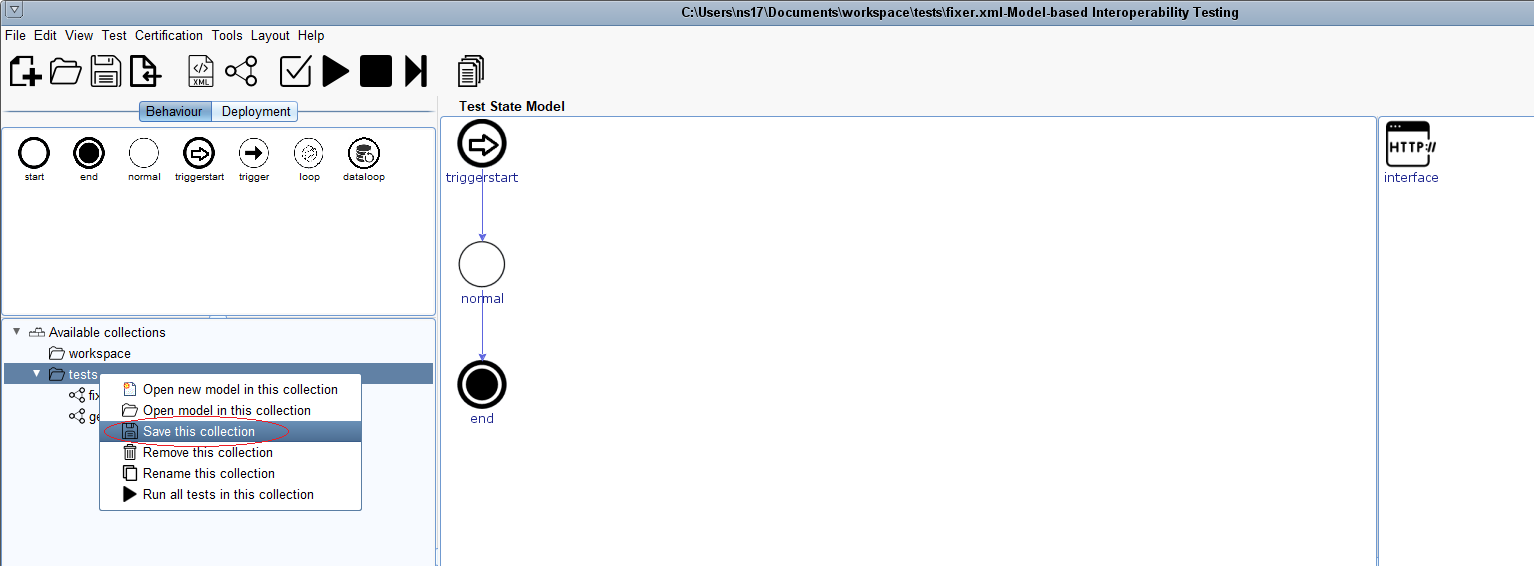 C:\Users\ns17\Documents\workspace\tests\fixer.xml-Model-based Interoperability Testing
File Edit View Test Certification Tools Layout Help
XML
Behaviour Deployment
start end normal triggerstart trigger loop dataloop
Available collections
workspace
tests
Open new model in this collection
Open model in this collection
Save this collection
Remove this collection
Rename this collection
Run all tests in this collection
Test State Model
triggerstart
normal
end
HTTP://
interface